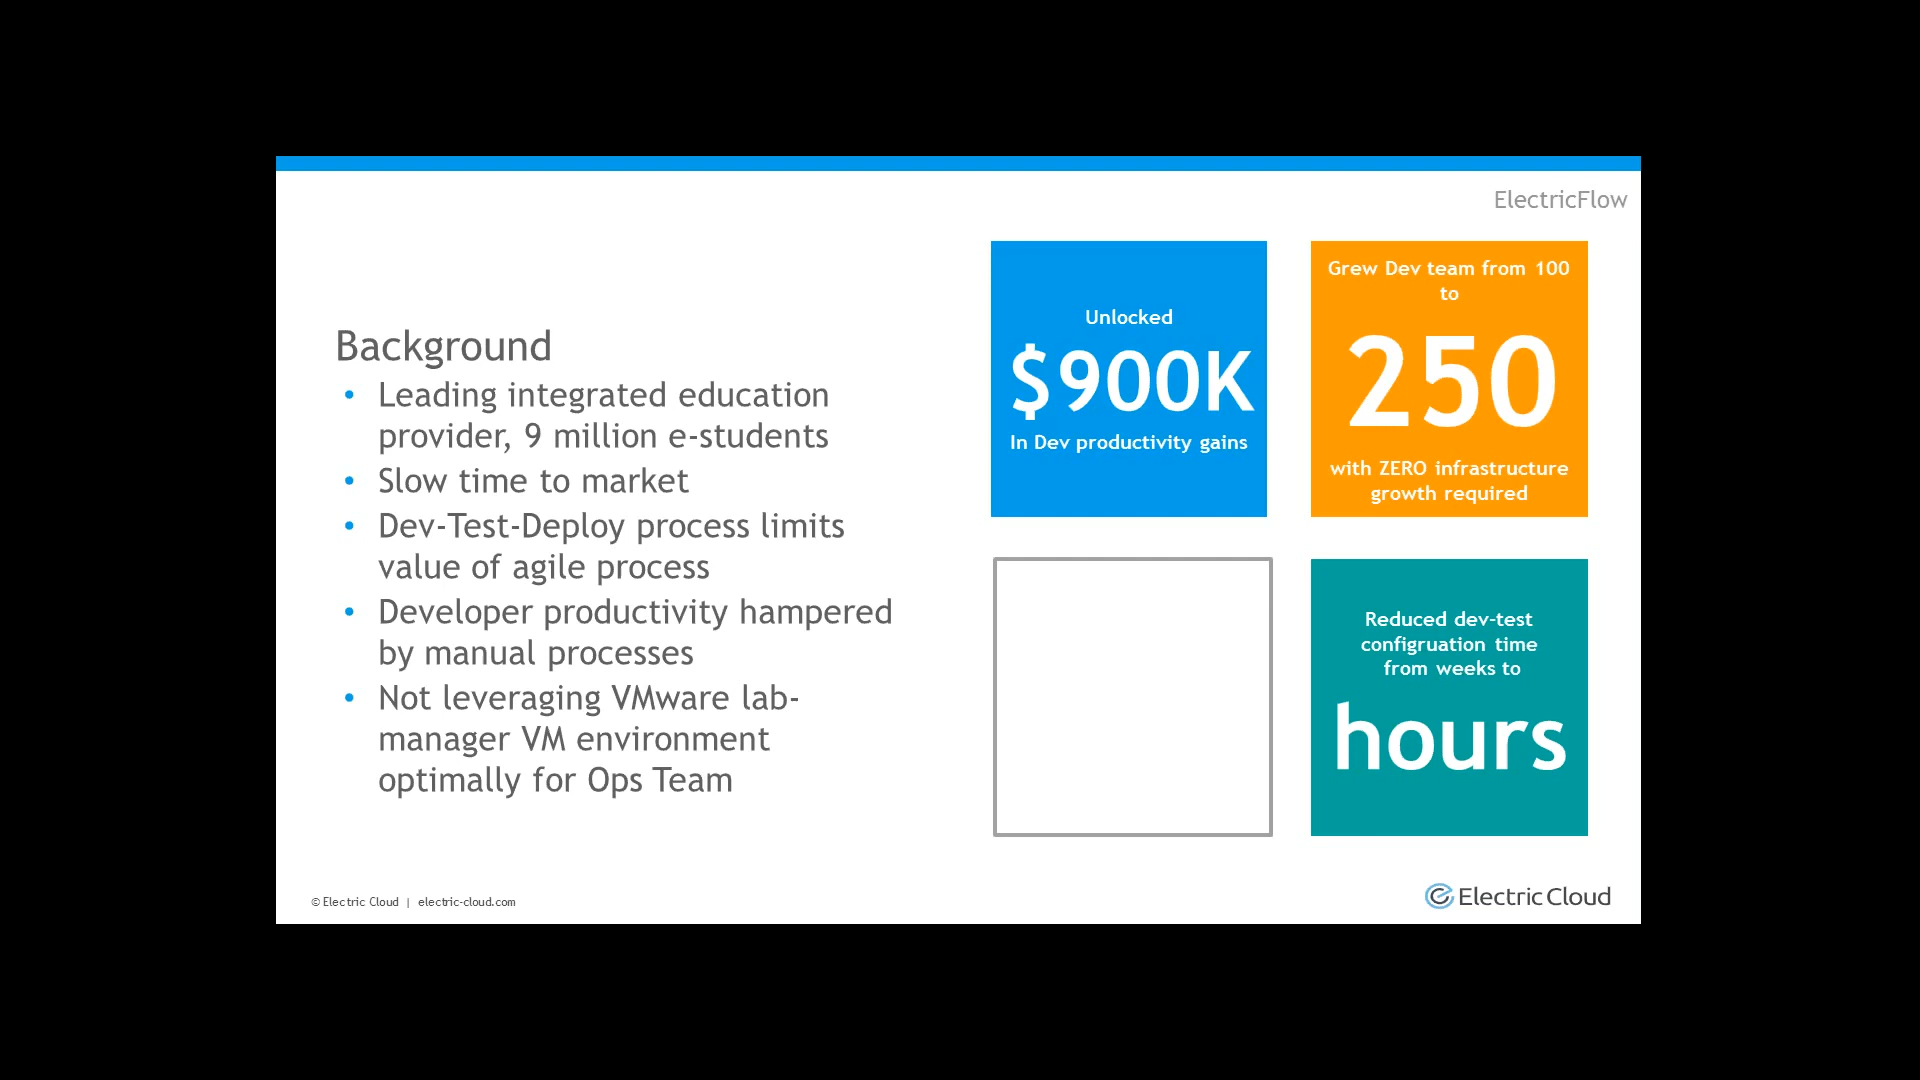 ElectricFlow
Background
• Leading integrated education
provider, 9 million e-students
• Slow time to market
• Dev-Test-Deploy process limits
value of agile process
• Developer productivity hampered
by manual processes
• Not leveraging VMware lab-
manager VM environment
optimally for Ops Team
Unlocked
$900K
In Dev productivity gains
Grew Dev team from 100
to
250
with ZERO infrastructure
growth required
Reduced dev-test
configruation time
from weeks to
hours
© Electric Cloud | electric-cloud.com
Electric Cloud